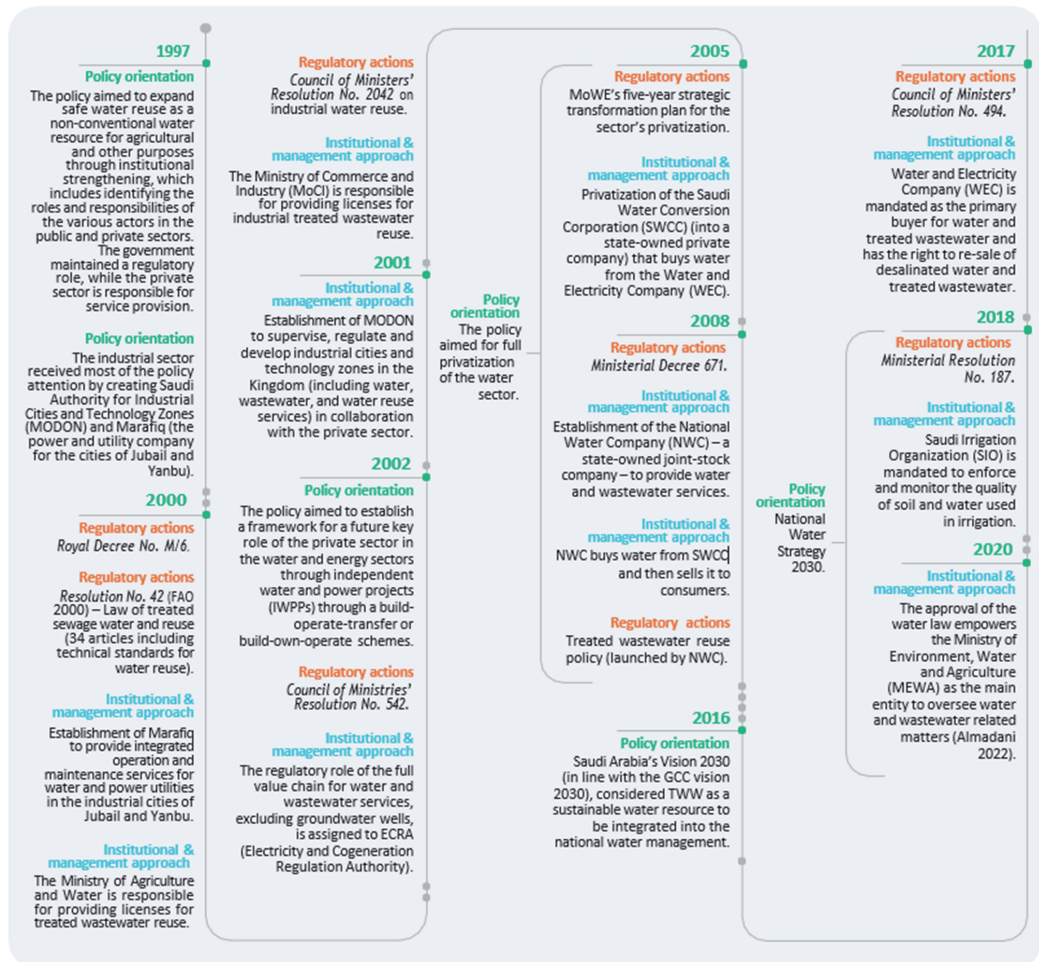 1997
Policy orientation
The policy aimed to expand
safe water reuse as a
non-conventional water
resource for agricultural
and other purposes
through institutional
strengthening, which
includes identifying the
roles and responsibilities of
the various actors in the
public and private sectors.
The government
maintained a regulatory
role, while the private
sector is responsible for
service provision.
Policy orientation
The industrial sector
received most of the policy
attention by creating Saudi
Authority for Industrial
Cities and Technology Zones
(MODON) and Marafiq (the
power and utility company
for the cities of Jubail and
Yanbu).
2000
Regulatory actions
Royal Decree No. M/6.
Regulatory actions
Resolution No. 42 (FAO
2000) – Law of treated
sewage water and reuse
(34 articles including
technical standards for
water reuse).
Institutional &
management approach
Establishment of Marafiq
to provide integrated
operation and
maintenance services for
water and power utilities
in the industrial cities of
Jubail and Yanbu.
Institutional &
management approach
The Ministry of Agriculture
and Water is responsible
for providing licenses for
treated wastewater reuse.
Regulatory actions
Council of Ministers'
Resolution No. 2042 on
industrial water reuse.
Institutional &
management approach
The Ministry of Commerce and
Industry (MoCI) is responsible
for providing licenses for
industrial treated wastewater
reuse.
2001
Institutional &
management approach
Establishment of MODON
to supervise, regulate and
develop industrial cities and
technology zones in the
Kingdom (including water,
wastewater, and water reuse
services) in collaboration
with the private sector.
2002
Policy orientation
The policy aimed to establish
a framework for a future key
role of the private sector in
the water and energy sectors
through independent
water and power projects
(IWPPs) through a build-
operate-transfer or
build-own-operate schemes.
Regulatory actions
Council of Ministries'
Resolution No. 542.
Institutional &
management approach
The regulatory role of the full
value chain for water and
wastewater services,
excluding groundwater wells,
is assigned to ECRA
(Electricity and Cogeneration
Regulation Authority).
Policy
orientation
The policy
aimed for full
privatization
of the water
sector.
2005
Regulatory actions
MoWE's five-year strategic
transformation plan for the
sector's privatization.
Institutional &
management approach
Privatization of the Saudi
Water Conversion
Corporation (SWCC) (into a
state-owned private
company) that buys water
from the Water and
Electricity Company (WEC).
2008
Regulatory actions
Ministerial Decree 671.
Institutional &
management approach
Establishment of the National
Water Company (NWC) – a
state-owned joint-stock
company – to provide water
and wastewater services.
Institutional &
management approach
NWC buys water from SWCC
and then sells it to
consumers.
Regulatory actions
Treated wastewater reuse
policy (launched by NWC).
2016
Policy orientation
Saudi Arabia's Vision 2030
(in line with the GCC vision
2030), considered TWW as a
sustainable water resource to
be integrated into the
national water management.
2017
Regulatory actions
Council of Ministers'
Resolution No. 494.
Institutional &
management approach
Water and Electricity
Company (WEC) is
mandated as the primary
buyer for water and
treated wastewater and
has the right to re-sale of
desalinated water and
treated wastewater.
Policy
orientation
National
Water
Strategy
2030.
2018
Regulatory actions
Ministerial Resolution
No. 187.
Institutional &
management approach
Saudi Irrigation
Organization (SIO) is
mandated to enforce
and monitor the quality
of soil and water used
in irrigation.
2020
Institutional &
management approach
The approval of the
water law empowers
the Ministry of
Environment, Water
and Agriculture
(MEWA) as the main
entity to oversee water
and wastewater related
matters (Almadani
2022).